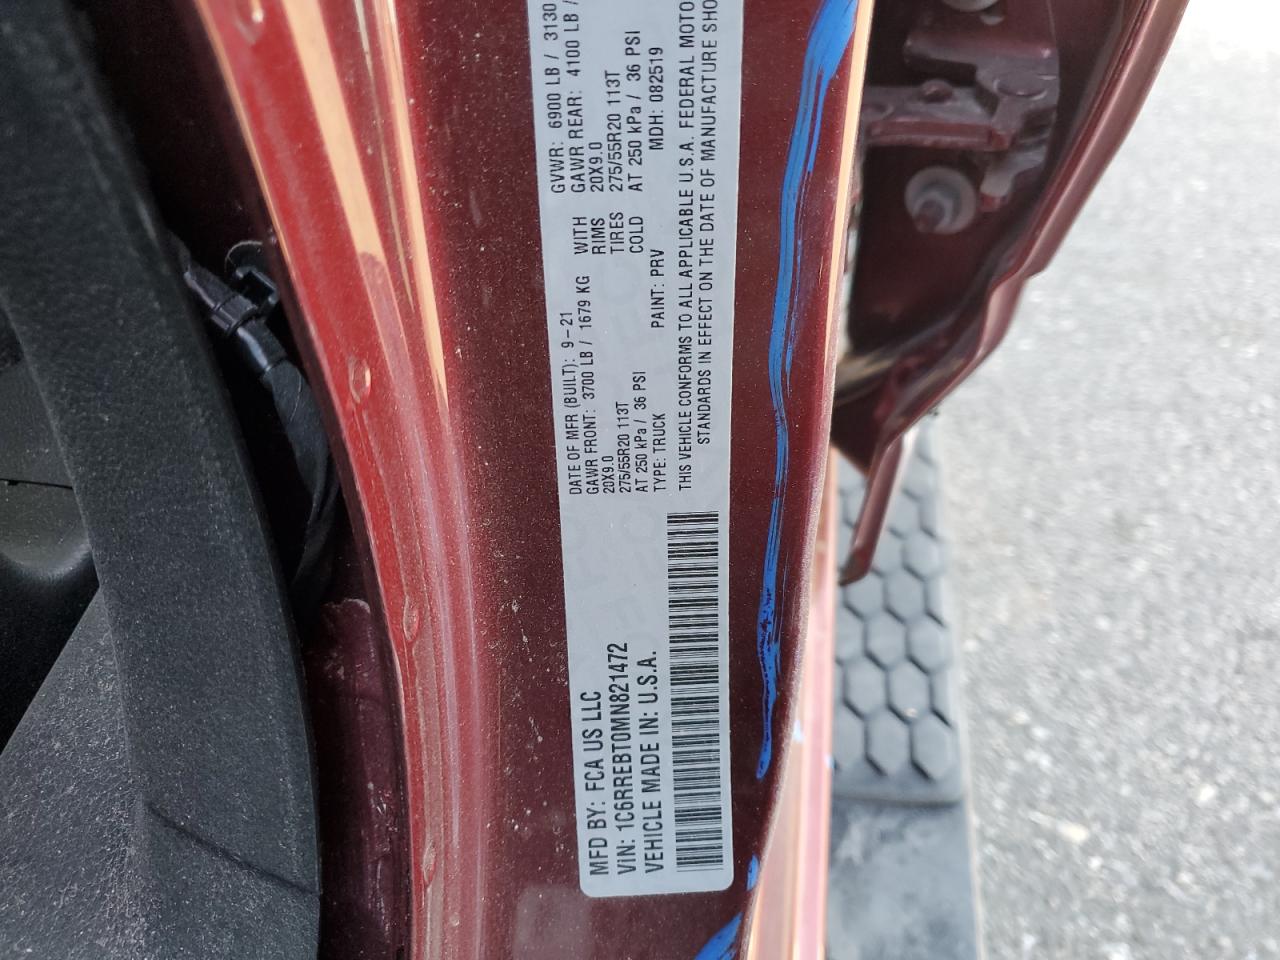 MFD BY: FCA US LLC
VIN: 1C6RREBT0MN821472
VEHICLE MADE IN: U.S.A.
DATE OF MFR (BUILT): 9-21
GAWR FRONT: 3700 LB / 1679 KG
20X9.0
275/55R20 113T
AT 250 kPa / 36 PSI
TYPE: TRUCK
WITH
RIMS
TIRES
COLD
PAINT: PRV
GVWR: 6900 LB / 3130
GAWR REAR: 4100 LB /
20X9.0
275/55R20 113T
AT 250 kPa / 36 PSI
MDH: 082519
THIS VEHICLE CONFORMS TO ALL APPLICABLE U.S.A. FEDERAL MOTO
STANDARDS IN EFFECT ON THE DATE OF MANUFACTURE SHO